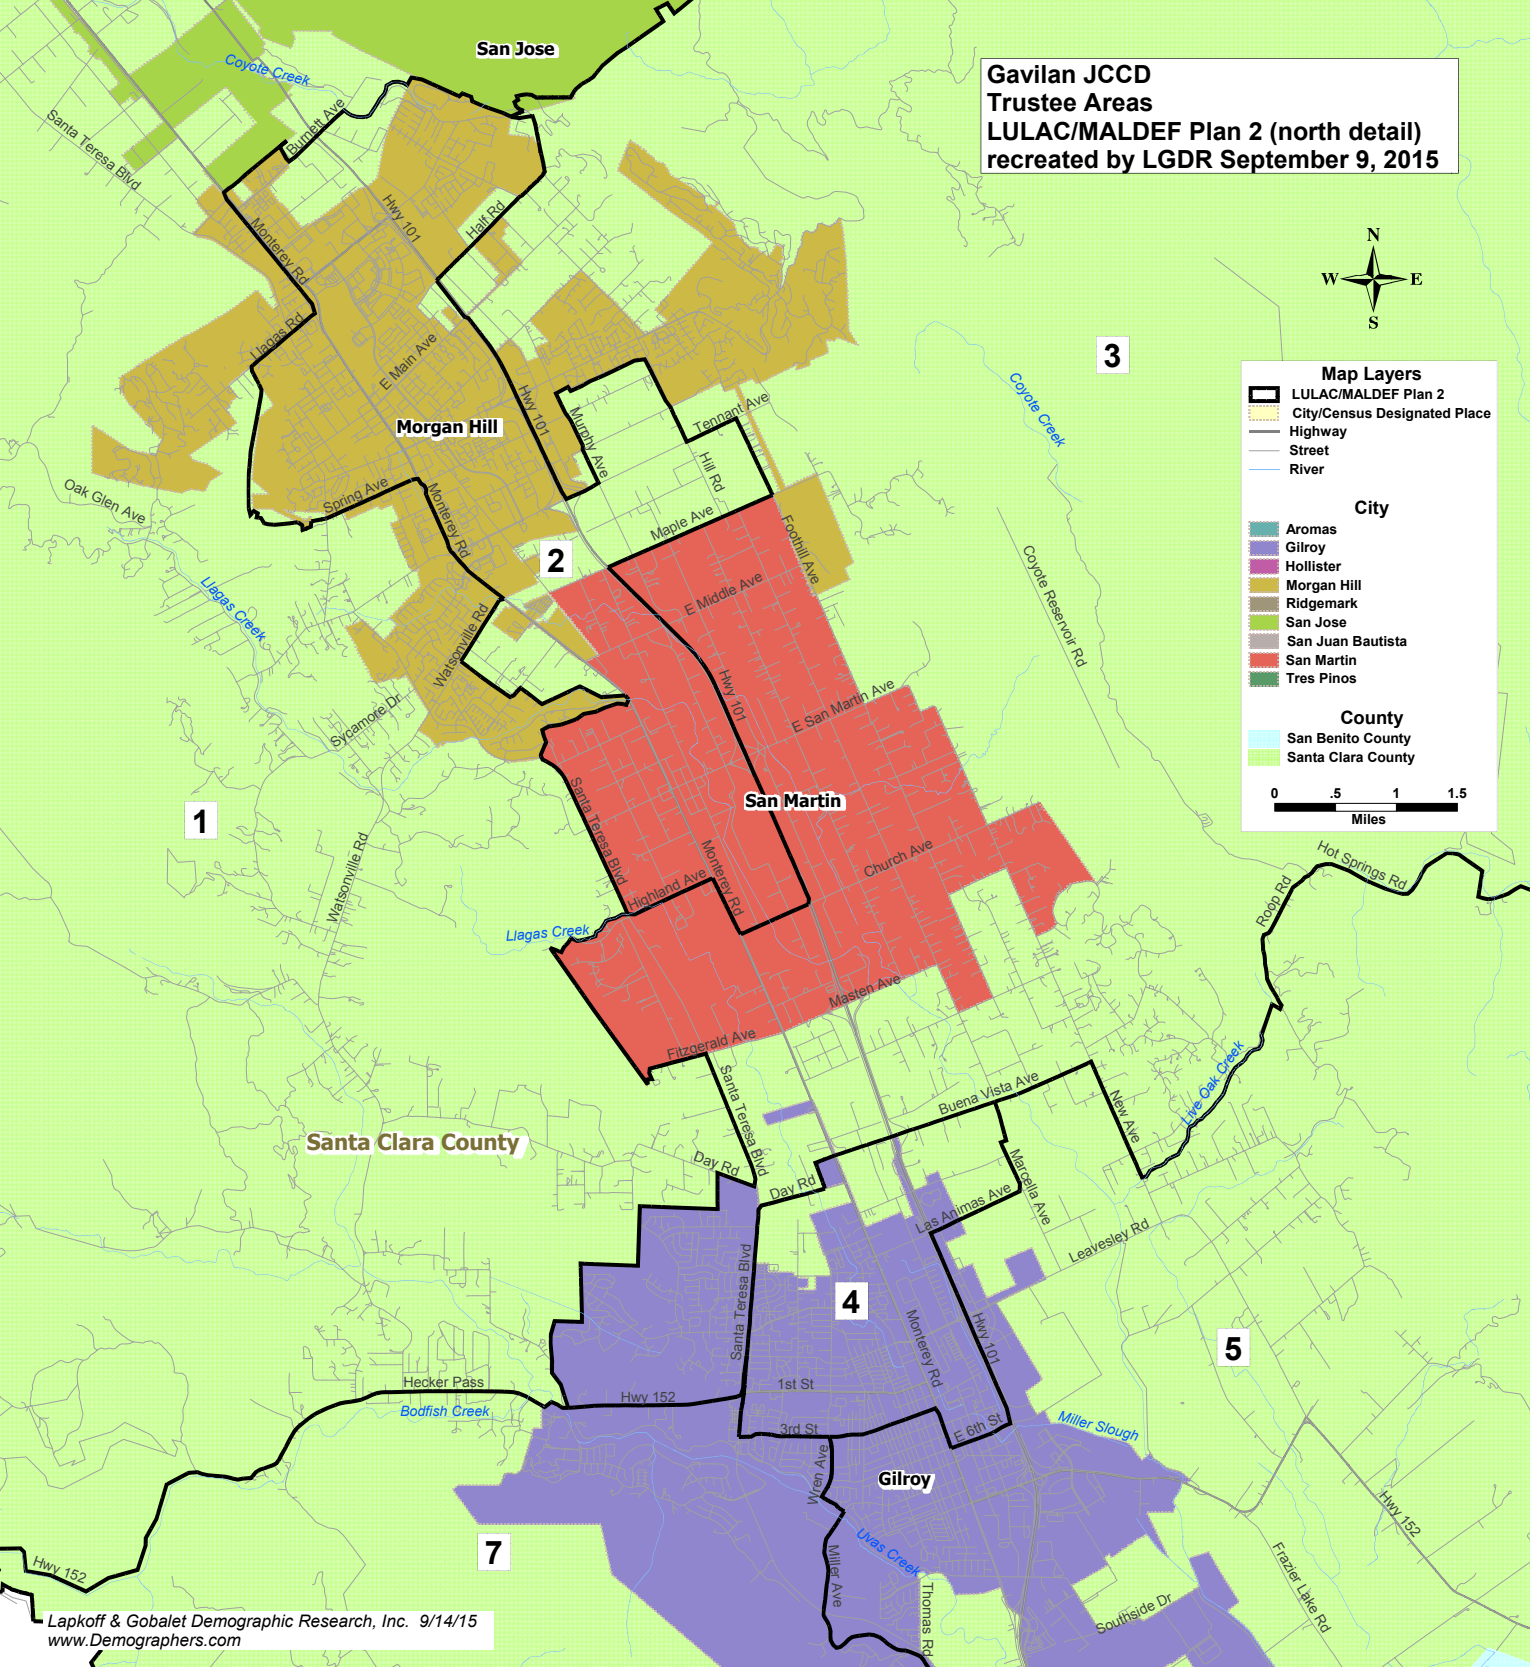 San Jose
Gavilan JCCD
Trustee Areas
LULAC/MALDEF Plan 2 (north detail)
recreated by LGDR September 9, 2015
Coyote Creek
Burnett Ave
Santa Teresa Blvd
Monterey Rd
Hwy 101
Half Rd
N
W
E
S
Llagas Rd
E Main Ave
3
Coyote Creek
Morgan Hill
Hwy 101
Murphy Ave
Tennant Ave
Hill Rd
Oak Glen Ave
Spring Ave
Monterey Rd
Maple Ave
Foothill Ave
2
E Middle Ave
Llagas Creek
Watsonville Rd
Coyote Reservoir Rd
Map Layers
LULAC/MALDEF Plan 2
City/Census Designated Place
Highway
Street
River
City
Aromas
Gilroy
Hollister
Morgan Hill
Ridgemark
San Jose
San Juan Bautista
San Martin
Tres Pinos
County
San Benito County
Santa Clara County
0 .5 1 1.5
Miles
Sycamore Dr
Hwy 101
E San Martin Ave
San Martin
1
Santa Teresa Blvd
Watsonville Rd
Monterey Rd
Highland Ave
Church Ave
Hot Springs Rd
Roop Rd
Llagas Creek
Masten Ave
Fitzgerald Ave
Santa Teresa Blvd
Buena Vista Ave
New Ave
Live Oak Creek
Santa Clara County
Day Rd
Day Rd
Marcella Ave
Las Animas Ave
Leavesley Rd
Santa Teresa Blvd
4
Monterey Rd
Hwy 101
5
Hecker Pass
Bodfish Creek
Hwy 152
1st St
3rd St
E 6th St
Miller Slough
Wren Ave
Gilroy
Hwy 152
7
Uvas Creek
Miller Ave
Thomas Rd
Southside Dr
Frazier Lake Rd
Hwy 152
Lapkoff & Gobalet Demographic Research, Inc. 9/14/15
www.Demographers.com